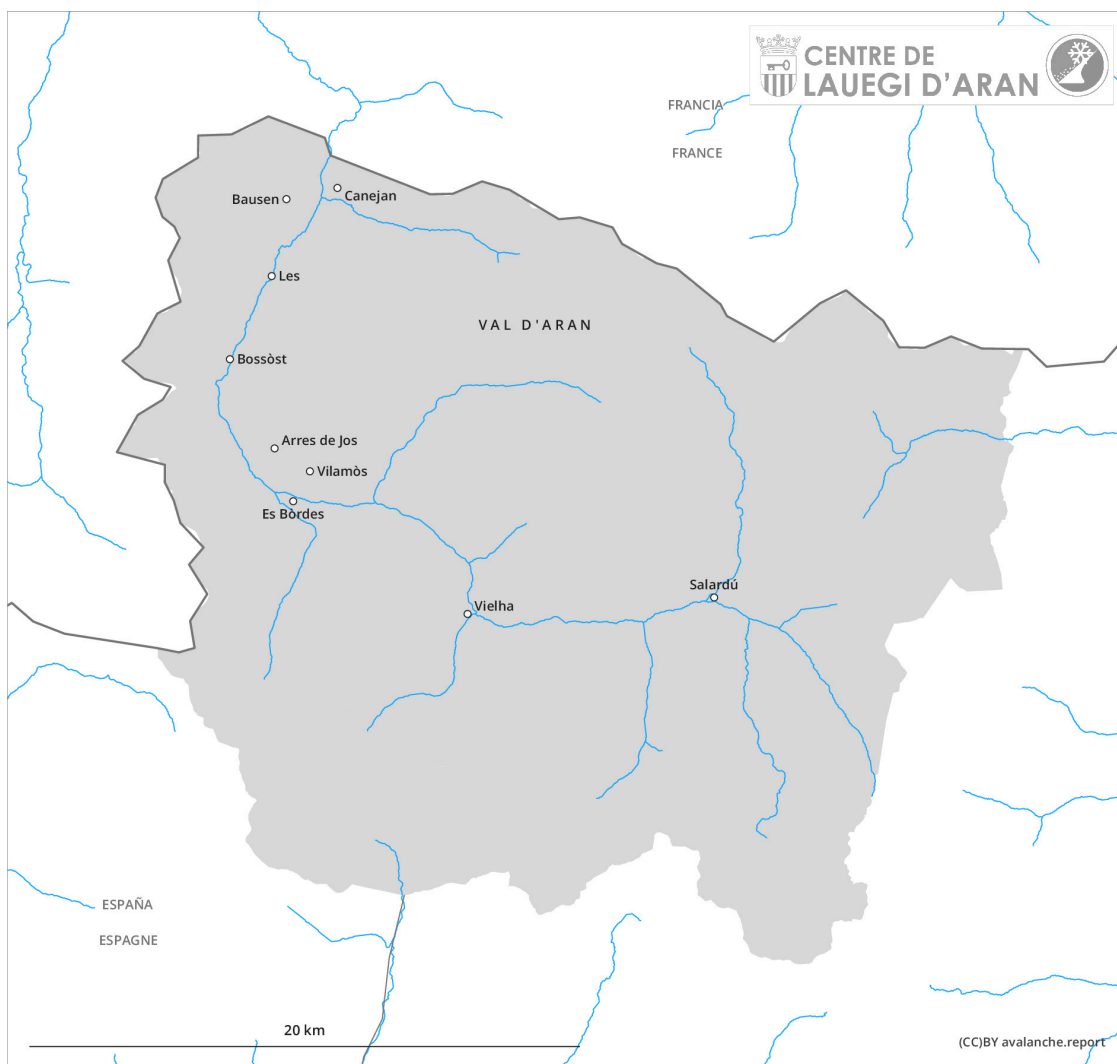 CENTRE DE
LAUEGI D'ARAN
FRANCIA
FRANCE
Canejan
Bausen
Les
VAL D'ARAN
Bossòst
Arres de Jos
Vilamòs
Es Bòrdes
Salardú
Vielha
ESPAÑA
ESPAGNE
20 km
(CC)BY avalanche.report